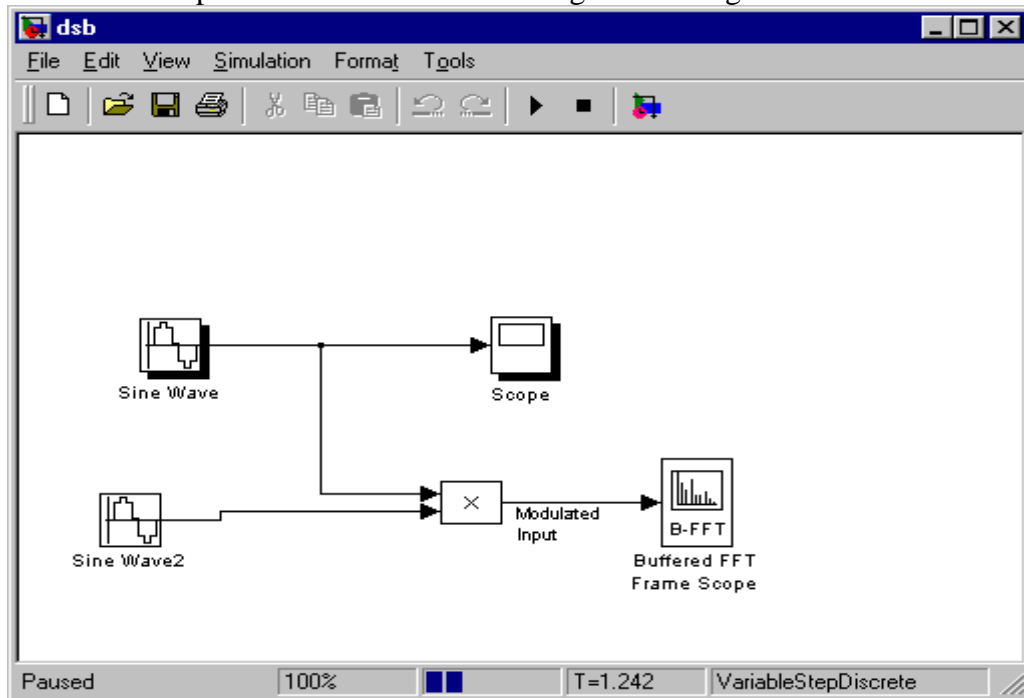 dsb
File Edit View Simulation Format Tools
Sine Wave
Scope
×
Modulated
Input
B-FFT
Sine Wave2
Buffered FFT
Frame Scope
Paused 100% T=1.242 VariableStepDiscrete